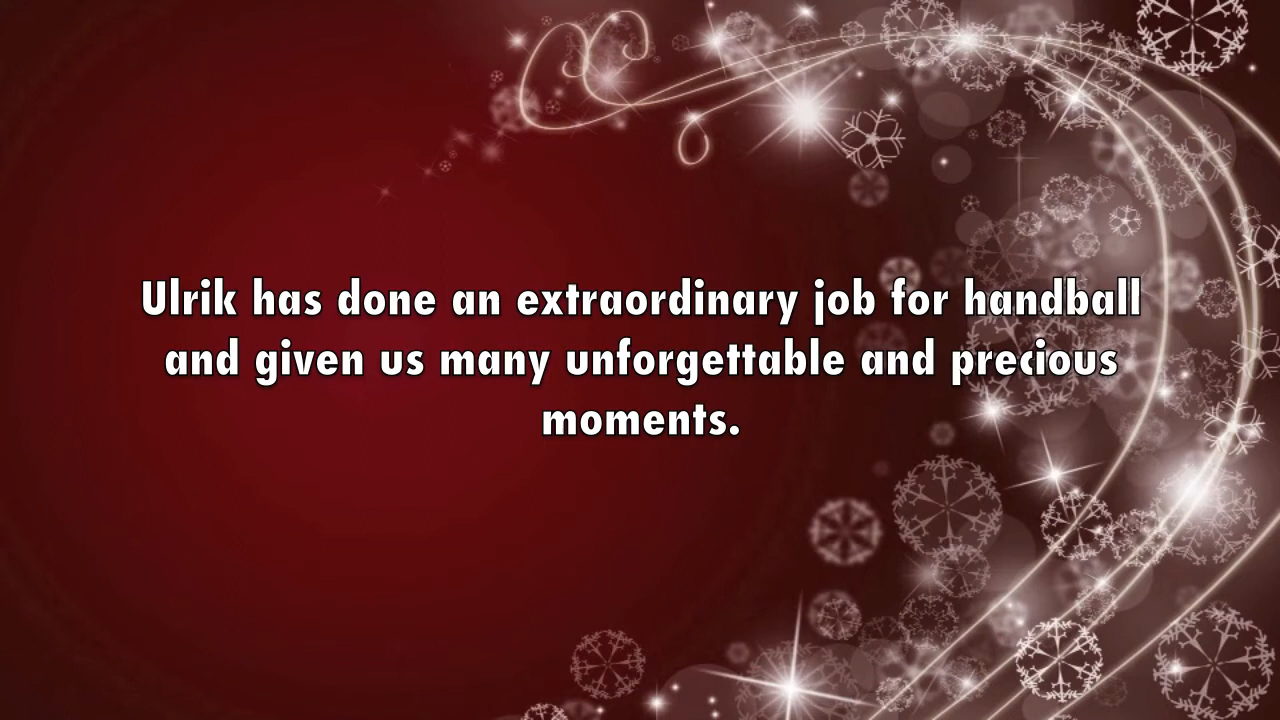 Ulrik has done an extraordinary job for handball
and given us many unforgettable and precious
moments.